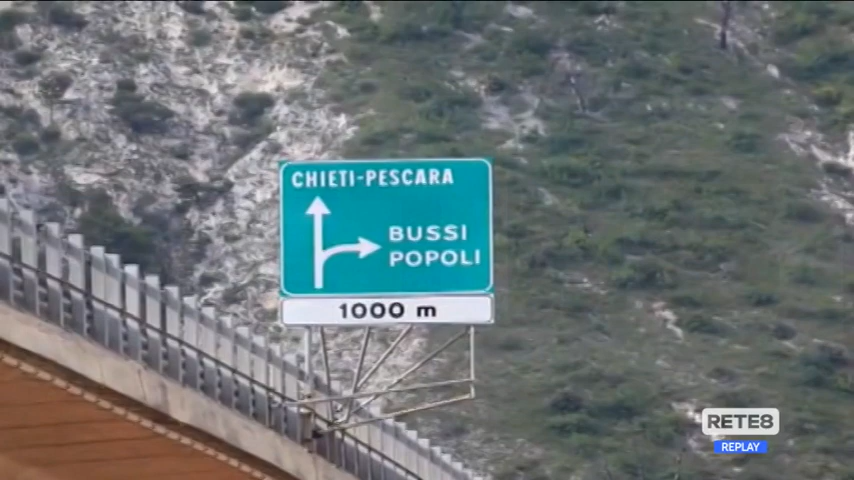 CHIETI-PESCARA
BUSSI
POPOLI
1000 m
RETE8
REPLAY